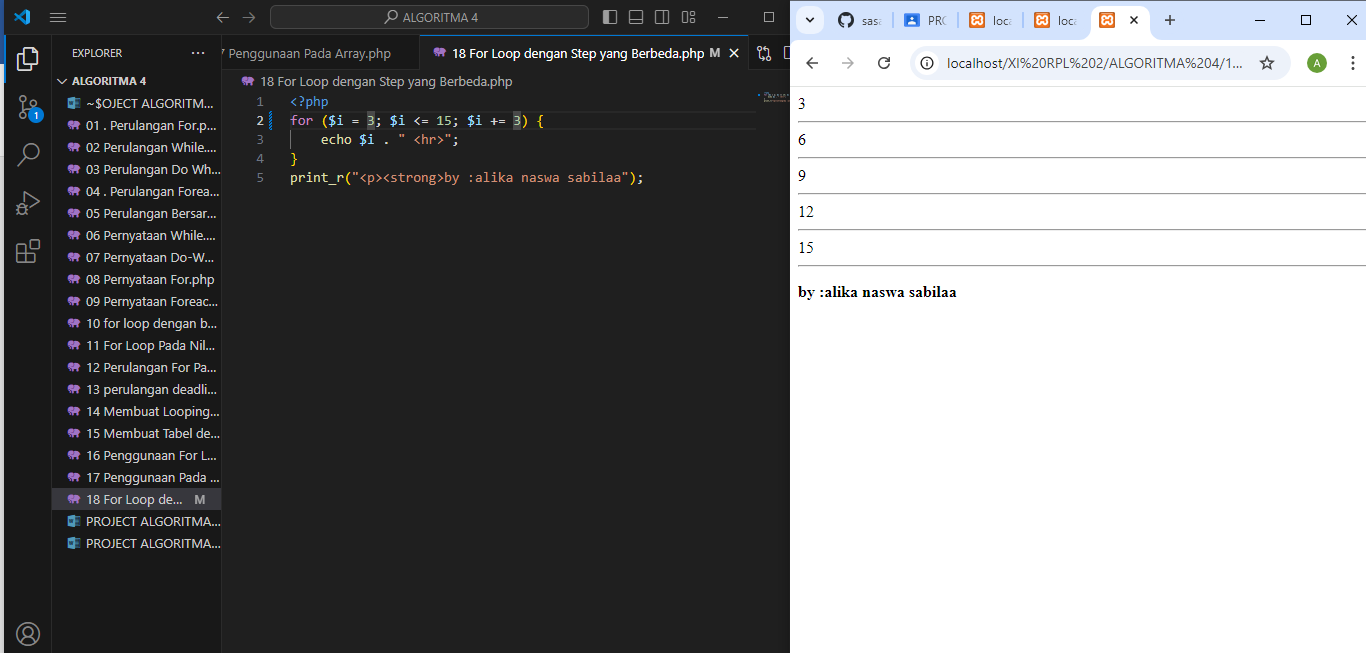 ALGORITMA 4
EXPLORER
ALGORITMA 4
~$OJECT ALGORITM...
01 . Perulangan For.p...
02 Perulangan While....
03 Perulangan Do Wh...
04 . Perulangan Forea...
05 Perulangan Bersar...
06 Pernyataan While....
07 Pernyataan Do-W...
08 Pernyataan For.php
09 Pernyataan Foreac...
10 for loop dengan b...
11 For Loop Pada Nil...
12 Perulangan For Pa...
13 perulangan deadli...
14 Membuat Looping...
15 Membuat Tabel de...
16 Penggunaan For L...
17 Penggunaan Pada ...
18 For Loop de... M
PROJECT ALGORITMA...
PROJECT ALGORITMA...
1
7 Penggunaan Pada Array.php
18 For Loop dengan Step yang Berbeda.php M
18 For Loop dengan Step yang Berbeda.php
1 <?php
2 for ($i = 3; $i <= 15; $i += 3) {
3 echo $i . " <hr>";
4 }
5 print_r("<p><strong>by :alika naswa sabilaa");
sasa
PRO
loca
loca
localhost/XI%20RPL%202/ALGORITMA%204/1...
A
3
6
9
12
15
by :alika naswa sabilaa